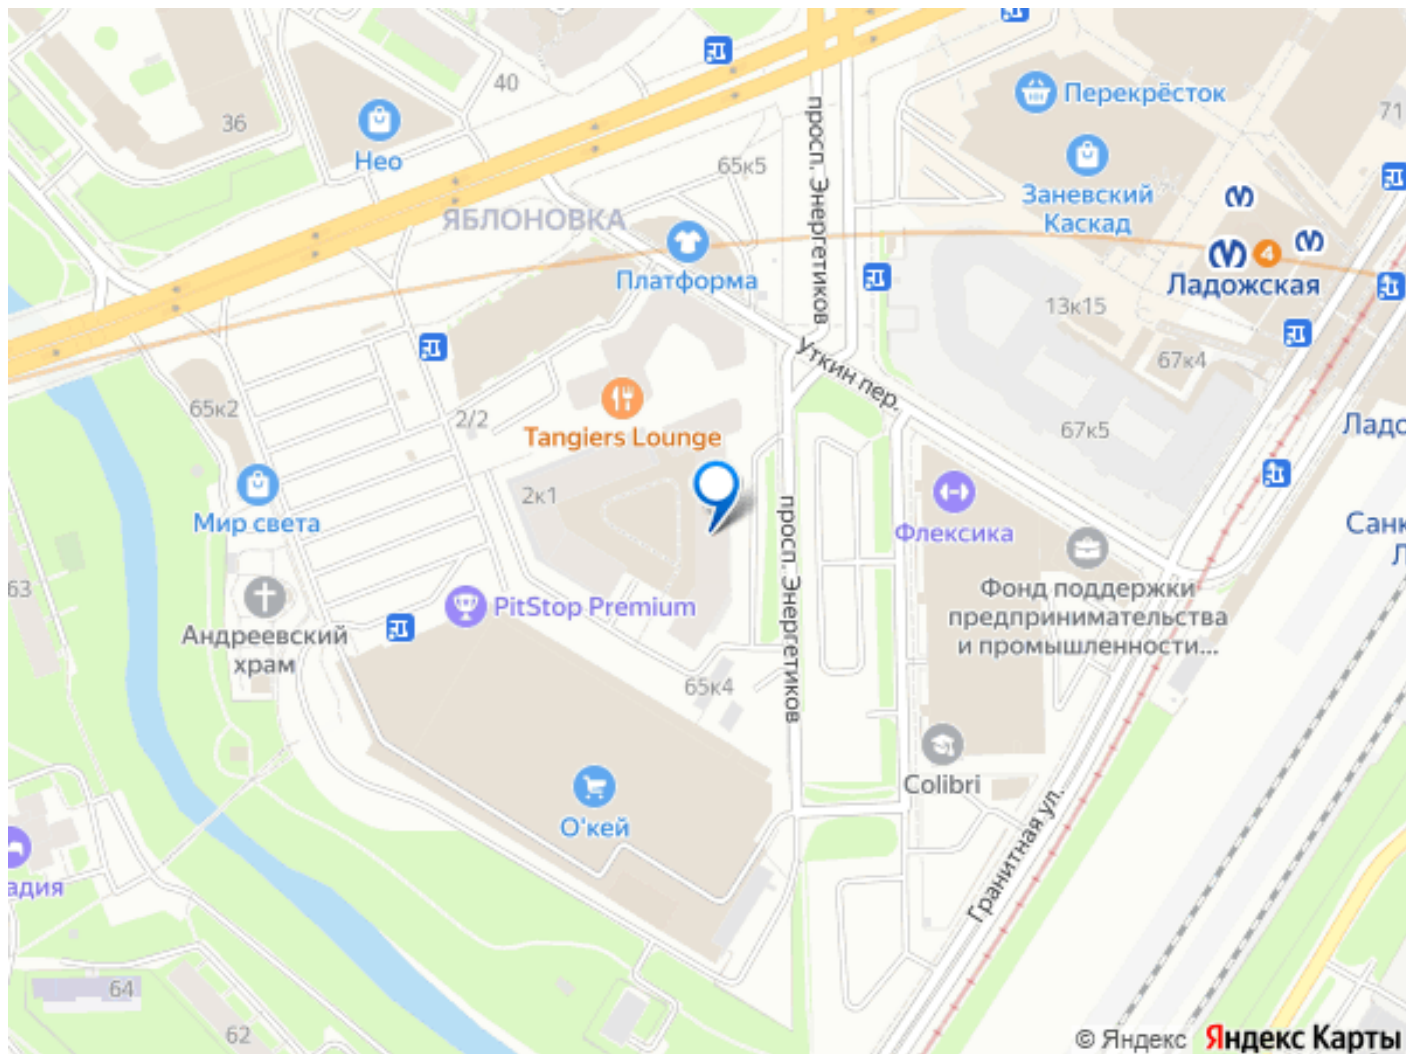 40
36
Нео
Перекрёсток
71
Заневский
Каскад
65к5
просп. Энергетиков
ЯБЛОНОВКА
Платформа
4
Ладожская
13к15
67к4
Уткин пер.
65к2
2/2
Tangiers Lounge
67к5
Ладо
2к1
Мир света
просп. Энергетиков
Флексика
Санк
Л
63
Фонд поддержки
предпринимательства
и промышленности...
PitStop Premium
Андреевский
храм
65к4
Colibri
О'кей
Гранитная ул.
адия
64
62
© Яндекс Яндекс Карты